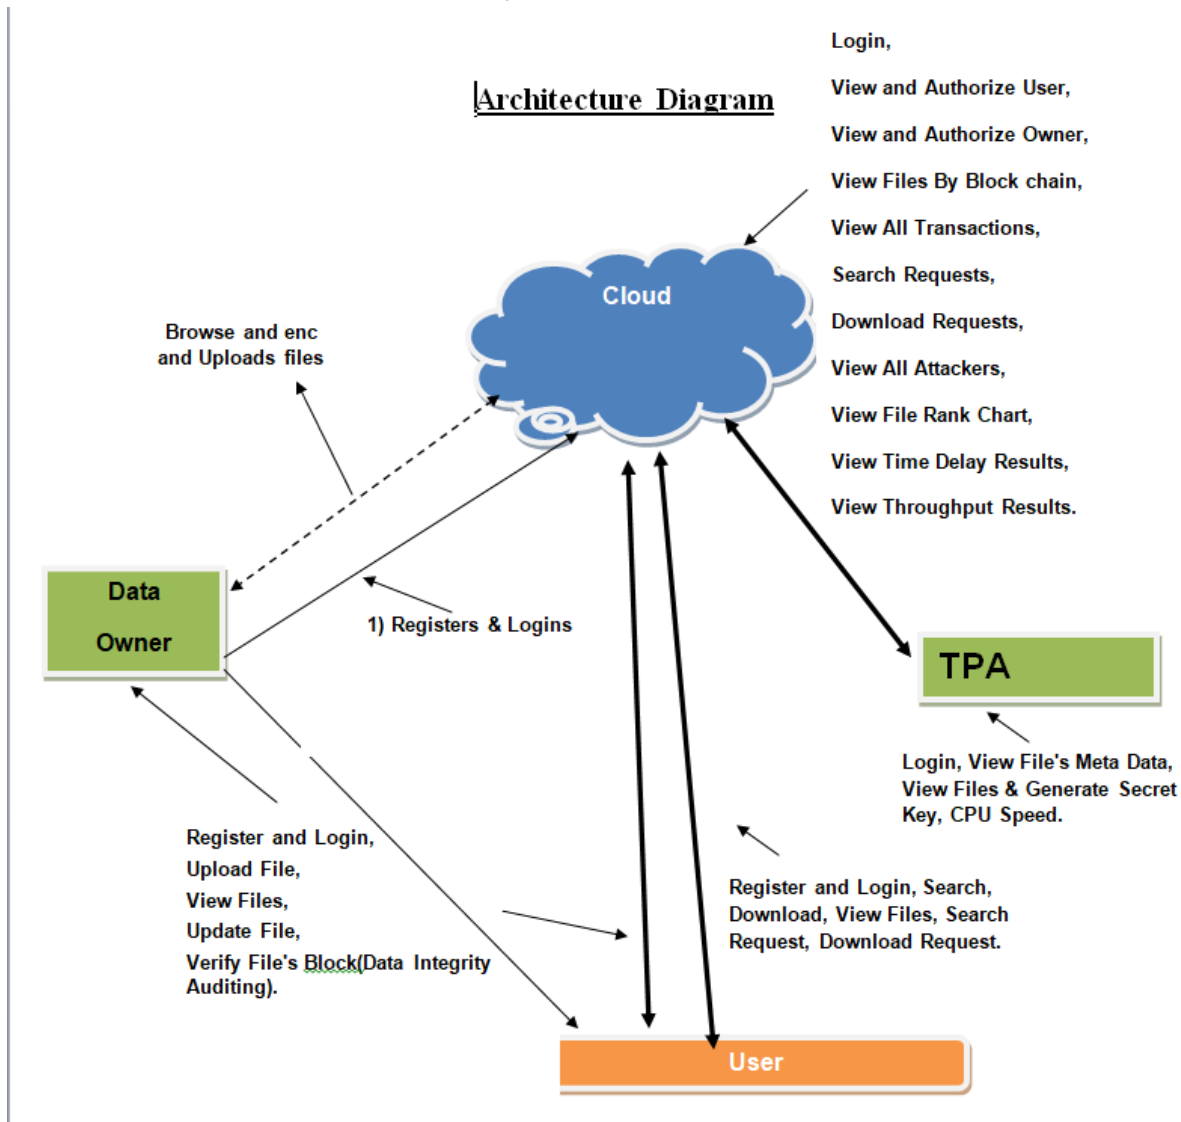 Architecture Diagram
Login,
View and Authorize User,
View and Authorize Owner,
View Files By Block chain,
View All Transactions,
Search Requests,
Download Requests,
View All Attackers,
View File Rank Chart,
View Time Delay Results,
View Throughput Results.
Cloud
Browse and enc
and Uploads files
Data
Owner
1) Registers & Logins
TPA
Login, View File's Meta Data,
View Files & Generate Secret
Key, CPU Speed.
Register and Login,
Upload File,
View Files,
Update File,
Verify File's Block(Data Integrity
Auditing).
Register and Login, Search,
Download, View Files, Search
Request, Download Request.
User